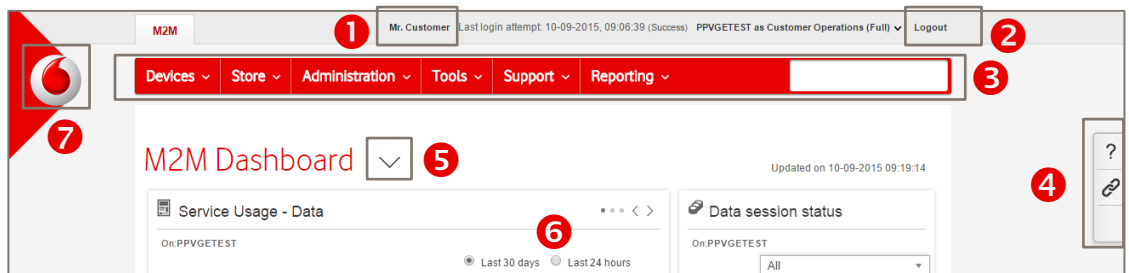 M2M
1
Mr. Customer Last login attempt: 10-09-2015, 09:06:39 (Success) PPVGETEST as Customer Operations (Full) Logout
2
Devices Store Administration Tools Support Reporting
3
7
M2M Dashboard
5
Updated on 10-09-2015 09:19:14
4
?
Service Usage - Data
6
On:PPVGETEST
Last 30 days Last 24 hours
Data session status
On:PPVGETEST
All